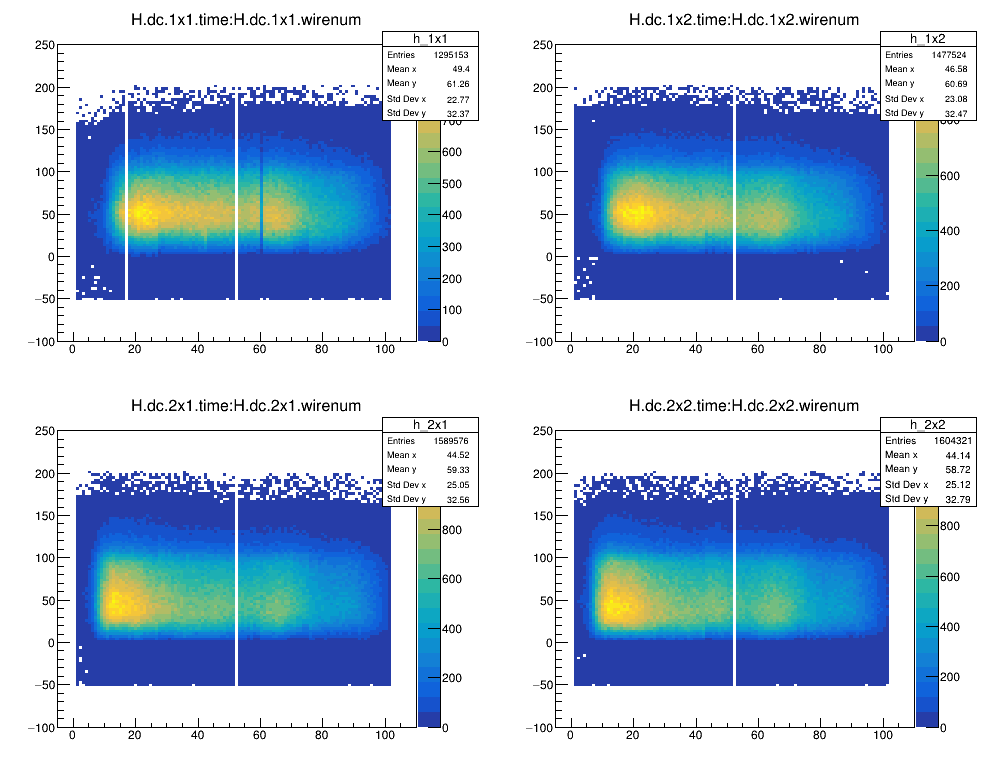 H.dc.1x1.time:H.dc.1x1.wirenum
h_1x1
Entries 1295153
Mean x 49.4
Mean y 61.26
Std Dev x 22.77
Std Dev y 32.37
250
200
150
100
50
0
−50
−100
0 20 40 60 80 100
700
600
500
400
300
200
100
0
H.dc.1x2.time:H.dc.1x2.wirenum
h_1x2
Entries 1477524
Mean x 46.58
Mean y 60.69
Std Dev x 23.08
Std Dev y 32.47
250
200
150
100
50
0
−50
−100
0 20 40 60 80 100
800
600
400
200
0
H.dc.2x1.time:H.dc.2x1.wirenum
h_2x1
Entries 1589576
Mean x 44.52
Mean y 59.33
Std Dev x 25.05
Std Dev y 32.56
250
200
150
100
50
0
−50
−100
0 20 40 60 80 100
800
600
400
200
0
H.dc.2x2.time:H.dc.2x2.wirenum
h_2x2
Entries 1604321
Mean x 44.14
Mean y 58.72
Std Dev x 25.12
Std Dev y 32.79
250
200
150
100
50
0
−50
−100
0 20 40 60 80 100
800
600
400
200
0